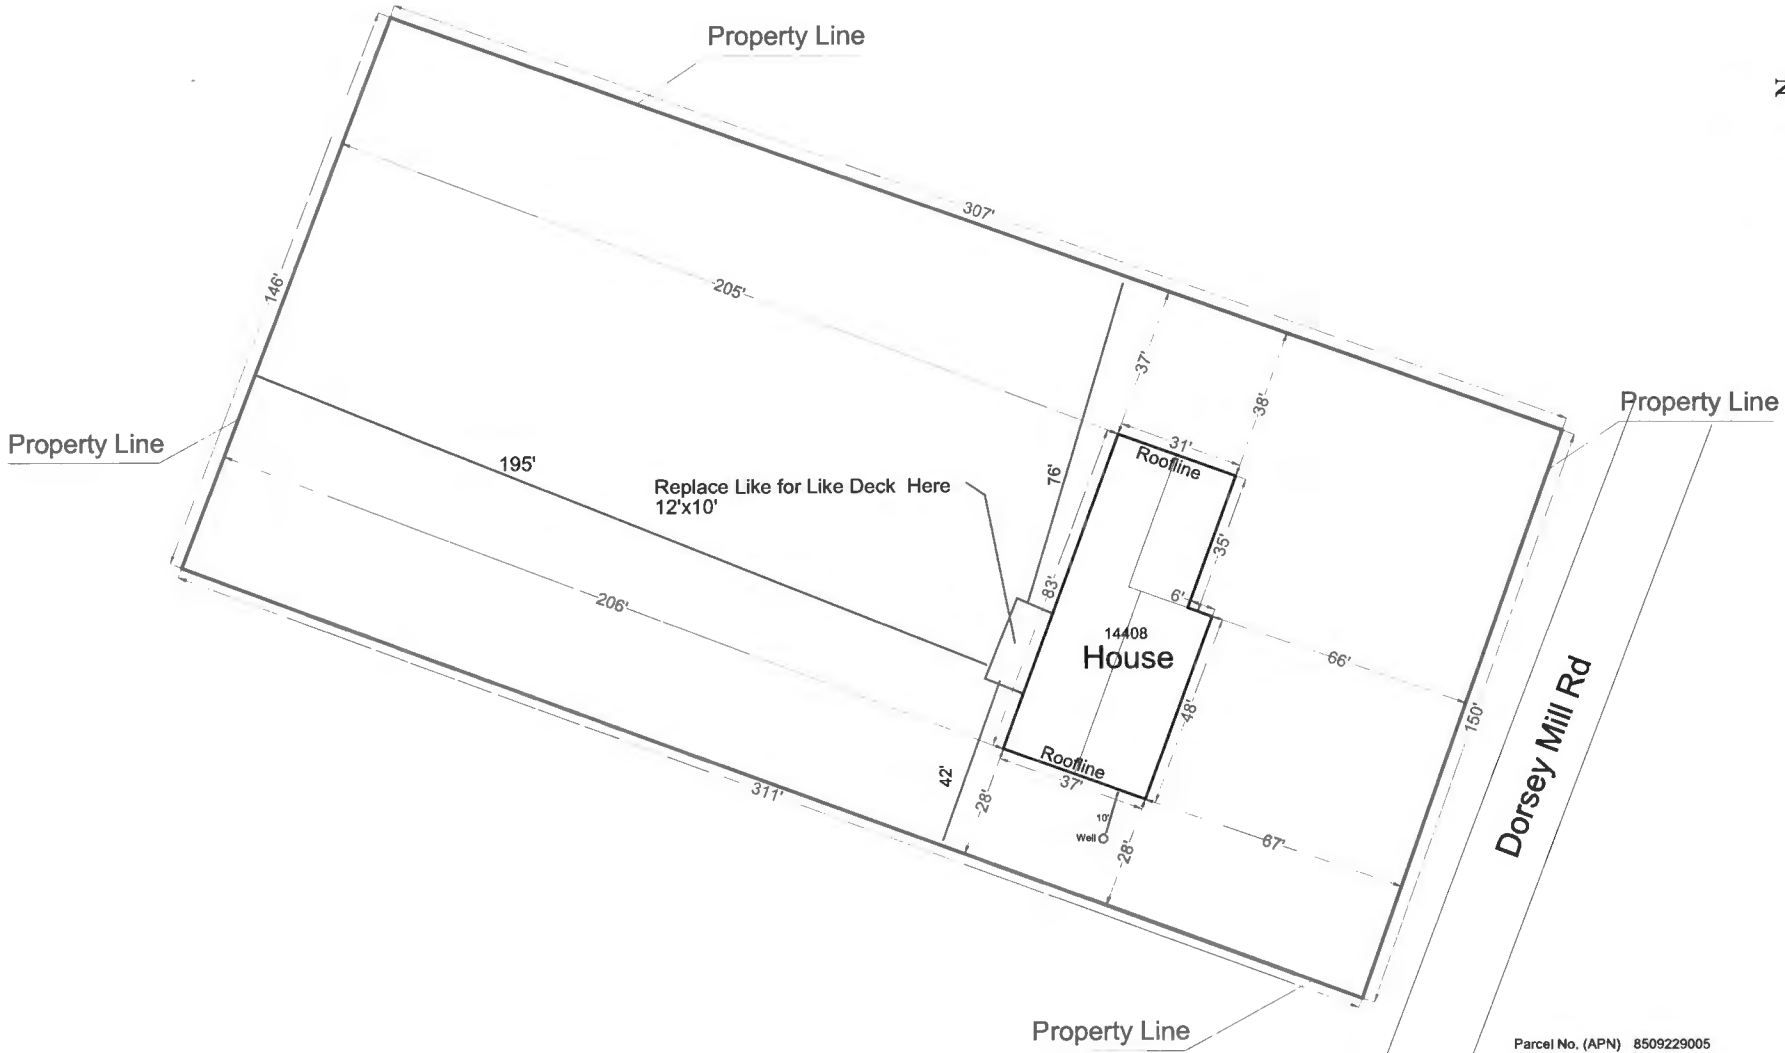 Property Line
N
307'
146'
205'
37'
38'
Property Line
31'
Roofline
Property Line
195'
76'
Replace Like for Like Deck Here
12'x10'
35'
83'
6'
206'
14408
House
66'
48'
150'
Dorsey Mill Rd
Roofline
37'
42'
311'
28'
10'
Well
28'
67'
Property Line
Parcel No. (APN) 8509229005